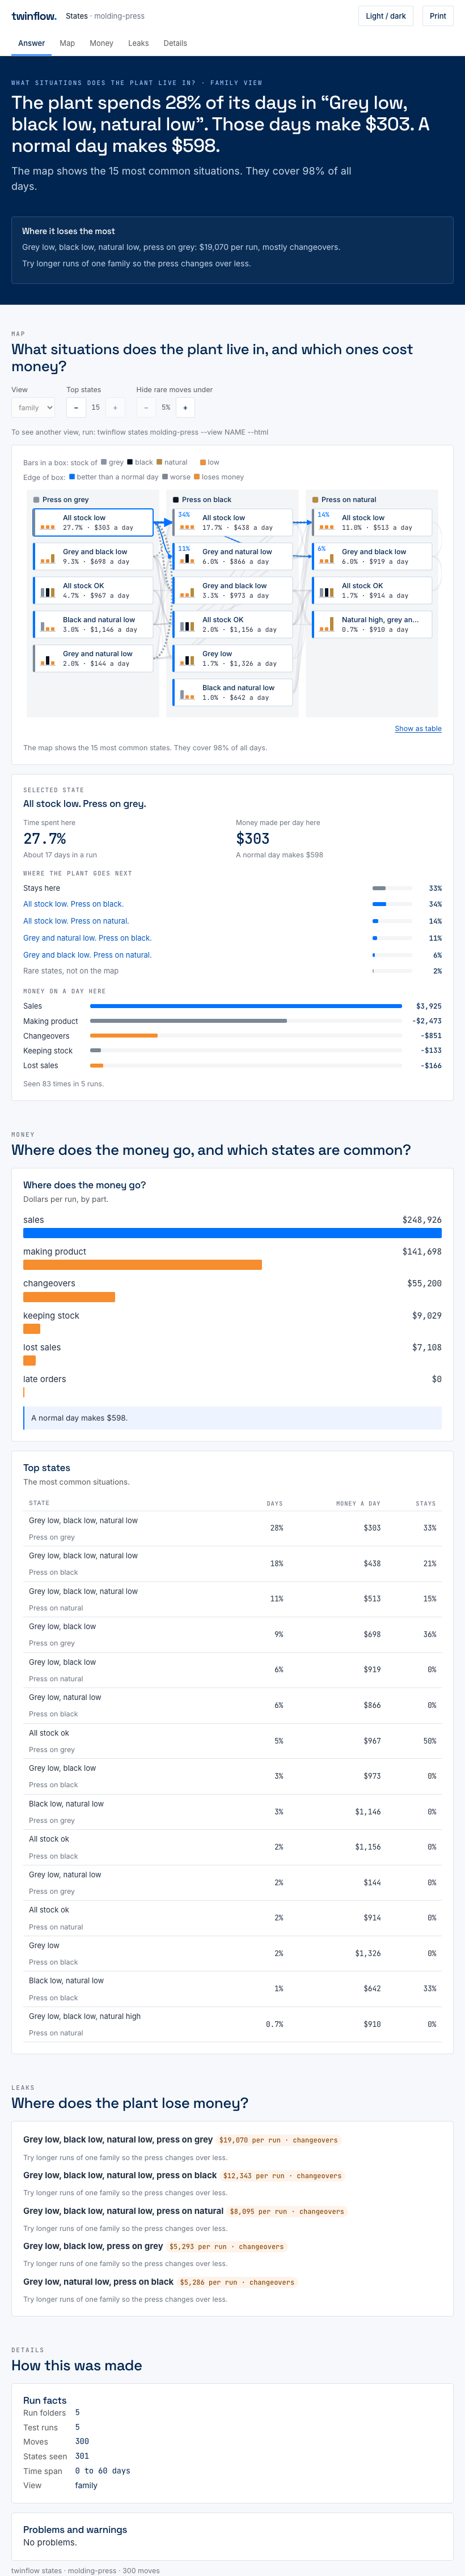 twinflow. States · molding-press Light / dark Print
Answer Map Money Leaks Details
WHAT SITUATIONS DOES THE PLANT LIVE IN? · FAMILY VIEW
The plant spends 28% of its days in “Grey low,
black low, natural low”. Those days make $303. A
normal day makes $598.
The map shows the 15 most common situations. They cover 98% of all
days.
Where it loses the most
Grey low, black low, natural low, press on grey: $19,070 per run, mostly changeovers.
Try longer runs of one family so the press changes over less.
MAP
What situations does the plant live in, and which ones cost
money?
View Top states Hide rare moves under
family − 15 + − 5% +
To see another view, run: twinflow states molding-press --view NAME --html
Bars in a box: stock of grey black natural low
Edge of box: better than a normal day worse loses money
Press on grey
All stock low
27.7% · $303 a day
Grey and black low
9.3% · $698 a day
All stock OK
4.7% · $967 a day
Black and natural low
3.0% · $1,146 a day
Grey and natural low
2.0% · $144 a day
Press on black
34%
All stock low
17.7% · $438 a day
11%
Grey and natural low
6.0% · $866 a day
Grey and black low
3.3% · $973 a day
All stock OK
2.0% · $1,156 a day
Grey low
1.7% · $1,326 a day
Black and natural low
1.0% · $642 a day
Press on natural
14%
All stock low
11.0% · $513 a day
6%
Grey and black low
6.0% · $919 a day
All stock OK
1.7% · $914 a day
Natural high, grey an...
0.7% · $910 a day
Show as table
The map shows the 15 most common states. They cover 98% of all days.
SELECTED STATE
All stock low. Press on grey.
Time spent here Money made per day here
27.7% $303
About 17 days in a run A normal day makes $598
WHERE THE PLANT GOES NEXT
Stays here 33%
All stock low. Press on black. 34%
All stock low. Press on natural. 14%
Grey and natural low. Press on black. 11%
Grey and black low. Press on natural. 6%
Rare states, not on the map 2%
MONEY ON A DAY HERE
Sales $3,925
Making product -$2,473
Changeovers -$851
Keeping stock -$133
Lost sales -$166
Seen 83 times in 5 runs.
MONEY
Where does the money go, and which states are common?
Where does the money go?
Dollars per run, by part.
sales $248,926
making product $141,698
changeovers $55,200
keeping stock $9,029
lost sales $7,108
late orders $0
A normal day makes $598.
Top states
The most common situations.
STATE DAYS MONEY A DAY STAYS
Grey low, black low, natural low
Press on grey 28% $303 33%
Grey low, black low, natural low
Press on black 18% $438 21%
Grey low, black low, natural low
Press on natural 11% $513 15%
Grey low, black low
Press on grey 9% $698 36%
Grey low, black low
Press on natural 6% $919 0%
Grey low, natural low
Press on black 6% $866 0%
All stock ok
Press on grey 5% $967 50%
Grey low, black low
Press on black 3% $973 0%
Black low, natural low
Press on grey 3% $1,146 0%
All stock ok
Press on black 2% $1,156 0%
Grey low, natural low
Press on grey 2% $144 0%
All stock ok
Press on natural 2% $914 0%
Grey low
Press on black 2% $1,326 0%
Black low, natural low
Press on black 1% $642 33%
Grey low, black low, natural high
Press on natural 0.7% $910 0%
LEAKS
Where does the plant lose money?
Grey low, black low, natural low, press on grey $19,070 per run · changeovers
Try longer runs of one family so the press changes over less.
Grey low, black low, natural low, press on black $12,343 per run · changeovers
Try longer runs of one family so the press changes over less.
Grey low, black low, natural low, press on natural $8,095 per run · changeovers
Try longer runs of one family so the press changes over less.
Grey low, black low, press on grey $5,293 per run · changeovers
Try longer runs of one family so the press changes over less.
Grey low, natural low, press on black $5,286 per run · changeovers
Try longer runs of one family so the press changes over less.
DETAILS
How this was made
Run facts
Run folders 5
Test runs 5
Moves 300
States seen 301
Time span 0 to 60 days
View family
Problems and warnings
No problems.
twinflow states · molding-press · 300 moves